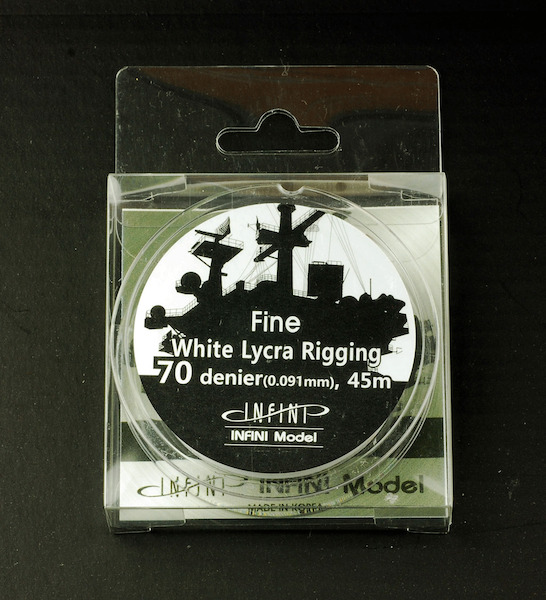 Fine
White Lycra Rigging
70 denier(0.091mm), 45m
INFINI
INFINI Model
INFINI INFINI Model
MADE IN KOREA